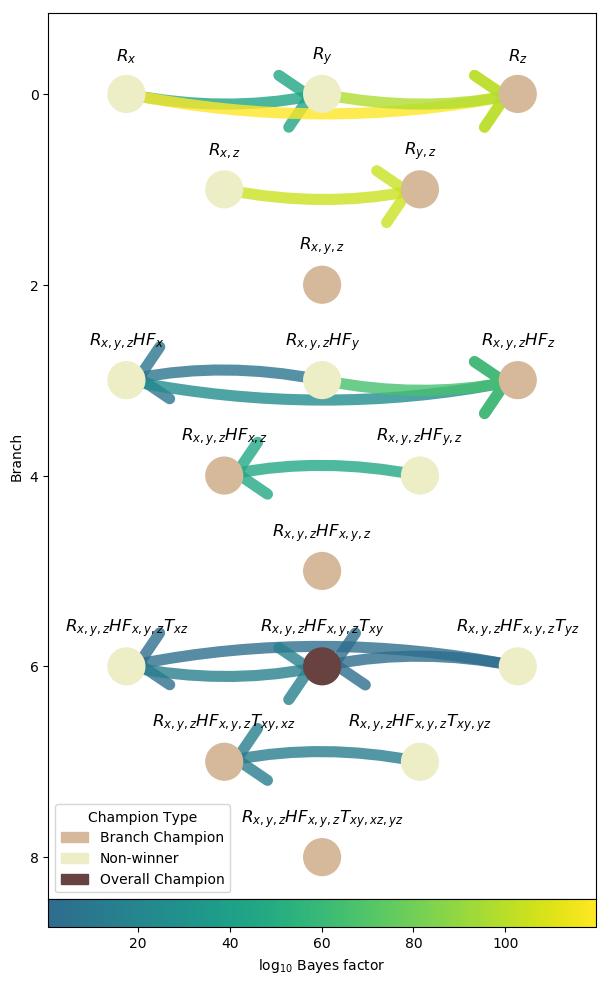 R_x R_y R_z
0
R_{x,z} R_{y,z}
R_{x,y,z}
2
R_{x,y,z}HF_x R_{x,y,z}HF_y R_{x,y,z}HF_z
R_{x,y,z}HF_{x,z} R_{x,y,z}HF_{y,z}
4
Branch
R_{x,y,z}HF_{x,y,z}
R_{x,y,z}HF_{x,y,z}T_{xz} R_{x,y,z}HF_{x,y,z}T_{xy} R_{x,y,z}HF_{x,y,z}T_{yz}
6
R_{x,y,z}HF_{x,y,z}T_{xy,xz} R_{x,y,z}HF_{x,y,z}T_{xy,yz}
R_{x,y,z}HF_{x,y,z}T_{xy,xz,yz}
8
Champion Type
Branch Champion
Non-winner
Overall Champion
20 40 60 80 100
log_{10} Bayes factor